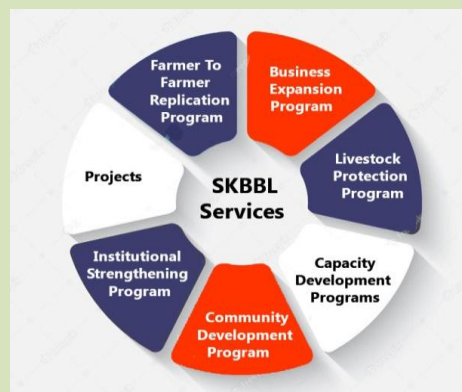 Farmer To
Farmer
Replication
Program
Business
Expansion
Program
Livestock
Protection
Program
Capacity
Development
Programs
Community
Development
Program
Institutional
Strengthening
Program
Projects
SKBBL
Services